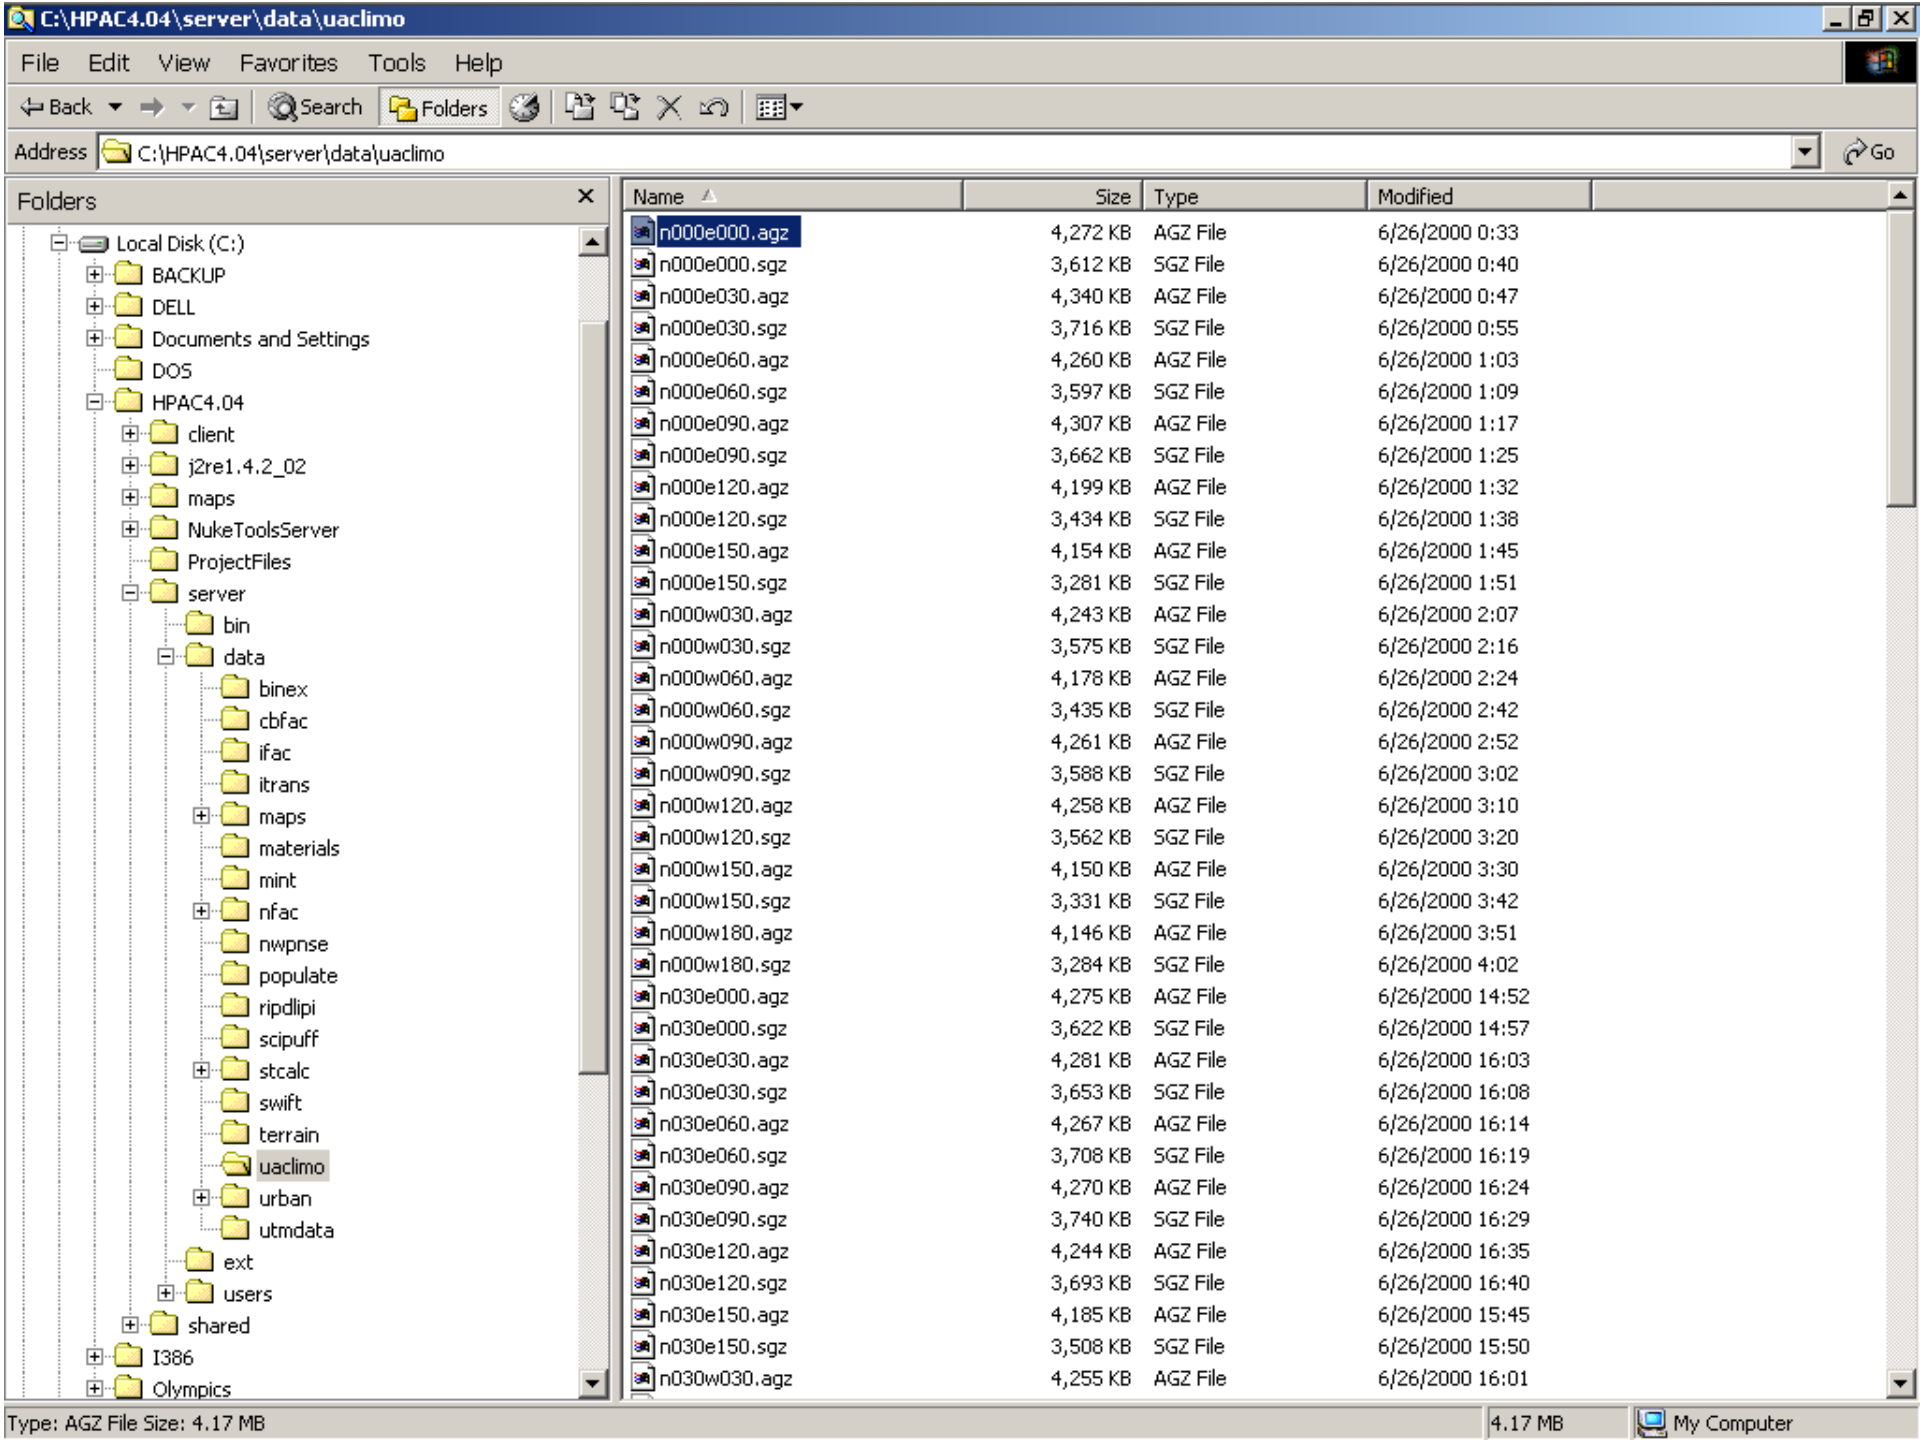 C:\HPAC4.04\server\data\uaclimo
File Edit View Favorites Tools Help
Back Search Folders
Address C:\HPAC4.04\server\data\uaclimo Go
Folders
Local Disk (C:)
BACKUP
DELL
Documents and Settings
DOS
HPAC4.04
client
j2re1.4.2_02
maps
NukeToolsServer
ProjectFiles
server
bin
data
binex
cbfac
ifac
itrans
maps
materials
mint
nfac
nwpnse
populate
ripdlipi
scipuff
stcalc
swift
terrain
uaclimo
urban
utmdata
ext
users
shared
I386
Olympics
Name Size Type Modified
n000e000.agz 4,272 KB AGZ File 6/26/2000 0:33
n000e000.sgz 3,612 KB SGZ File 6/26/2000 0:40
n000e030.agz 4,340 KB AGZ File 6/26/2000 0:47
n000e030.sgz 3,716 KB SGZ File 6/26/2000 0:55
n000e060.agz 4,260 KB AGZ File 6/26/2000 1:03
n000e060.sgz 3,597 KB SGZ File 6/26/2000 1:09
n000e090.agz 4,307 KB AGZ File 6/26/2000 1:17
n000e090.sgz 3,662 KB SGZ File 6/26/2000 1:25
n000e120.agz 4,199 KB AGZ File 6/26/2000 1:32
n000e120.sgz 3,434 KB SGZ File 6/26/2000 1:38
n000e150.agz 4,154 KB AGZ File 6/26/2000 1:45
n000e150.sgz 3,281 KB SGZ File 6/26/2000 1:51
n000w030.agz 4,243 KB AGZ File 6/26/2000 2:07
n000w030.sgz 3,575 KB SGZ File 6/26/2000 2:16
n000w060.agz 4,178 KB AGZ File 6/26/2000 2:24
n000w060.sgz 3,435 KB SGZ File 6/26/2000 2:42
n000w090.agz 4,261 KB AGZ File 6/26/2000 2:52
n000w090.sgz 3,588 KB SGZ File 6/26/2000 3:02
n000w120.agz 4,258 KB AGZ File 6/26/2000 3:10
n000w120.sgz 3,562 KB SGZ File 6/26/2000 3:20
n000w150.agz 4,150 KB AGZ File 6/26/2000 3:30
n000w150.sgz 3,331 KB SGZ File 6/26/2000 3:42
n000w180.agz 4,146 KB AGZ File 6/26/2000 3:51
n000w180.sgz 3,284 KB SGZ File 6/26/2000 4:02
n030e000.agz 4,275 KB AGZ File 6/26/2000 14:52
n030e000.sgz 3,622 KB SGZ File 6/26/2000 14:57
n030e030.agz 4,281 KB AGZ File 6/26/2000 16:03
n030e030.sgz 3,653 KB SGZ File 6/26/2000 16:08
n030e060.agz 4,267 KB AGZ File 6/26/2000 16:14
n030e060.sgz 3,708 KB SGZ File 6/26/2000 16:19
n030e090.agz 4,270 KB AGZ File 6/26/2000 16:24
n030e090.sgz 3,740 KB SGZ File 6/26/2000 16:29
n030e120.agz 4,244 KB AGZ File 6/26/2000 16:35
n030e120.sgz 3,693 KB SGZ File 6/26/2000 16:40
n030e150.agz 4,185 KB AGZ File 6/26/2000 15:45
n030e150.sgz 3,508 KB SGZ File 6/26/2000 15:50
n030w030.agz 4,255 KB AGZ File 6/26/2000 16:01
Type: AGZ File Size: 4.17 MB 4.17 MB My Computer